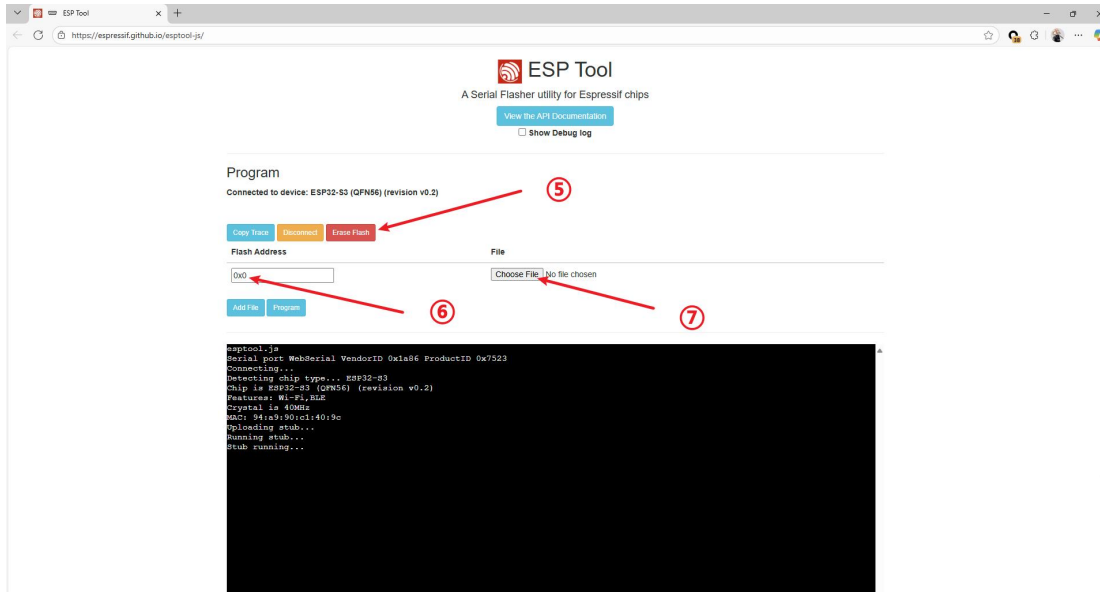 ESP Tool
https://espressif.github.io/esptool-js/
ESP Tool
A Serial Flasher utility for Espressif chips
View the API Documentation
Show Debug log
Program
Connected to device: ESP32-S3 (QFN56) (revision v0.2)
⑤
Copy Trace Disconnect Erase Flash
Flash Address File
0x0 Choose File No file chosen
⑥ ⑦
Add File Program
esptool.js
Serial port WebSerial VendorID 0x1a86 ProductID 0x7523
Connecting...
Detecting chip type... ESP32-S3
Chip is ESP32-S3 (QFN56) (revision v0.2)
Features: Wi-Fi,BLE
Crystal is 40MHz
MAC: 94:a9:90:c1:40:9c
Uploading stub...
Running stub...
Stub running...